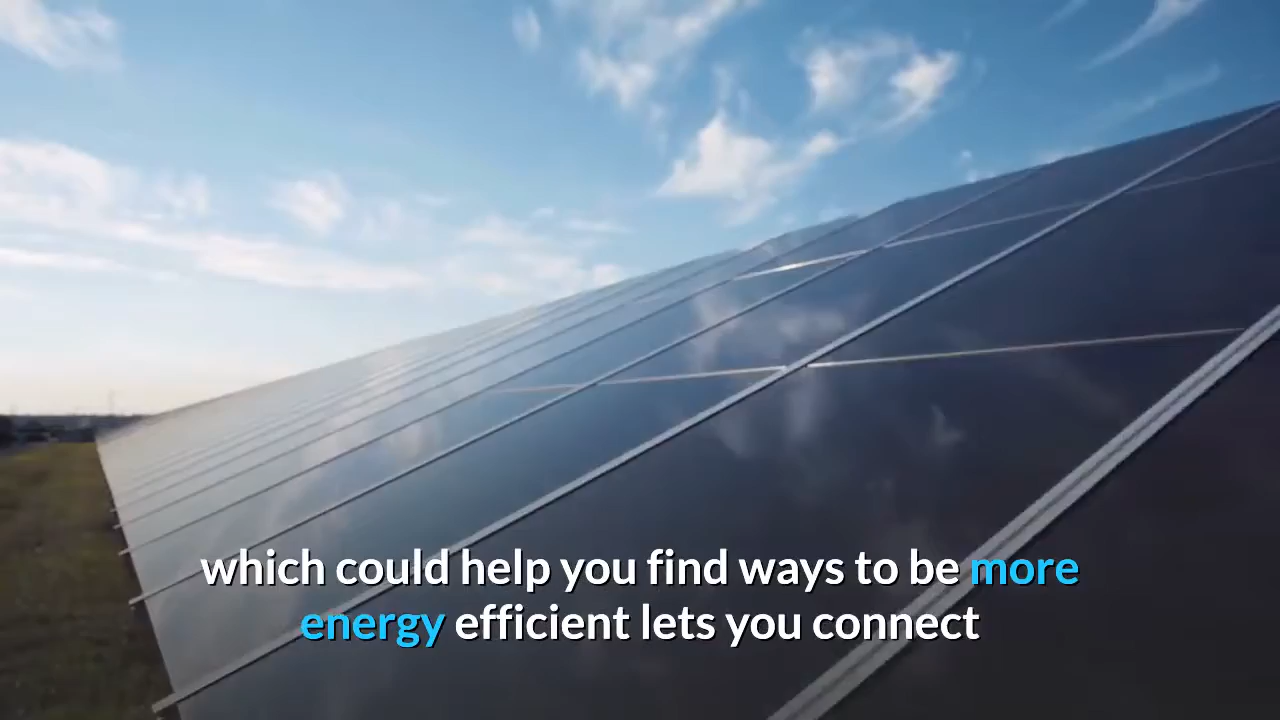 which could help you find ways to be more
energy efficient lets you connect